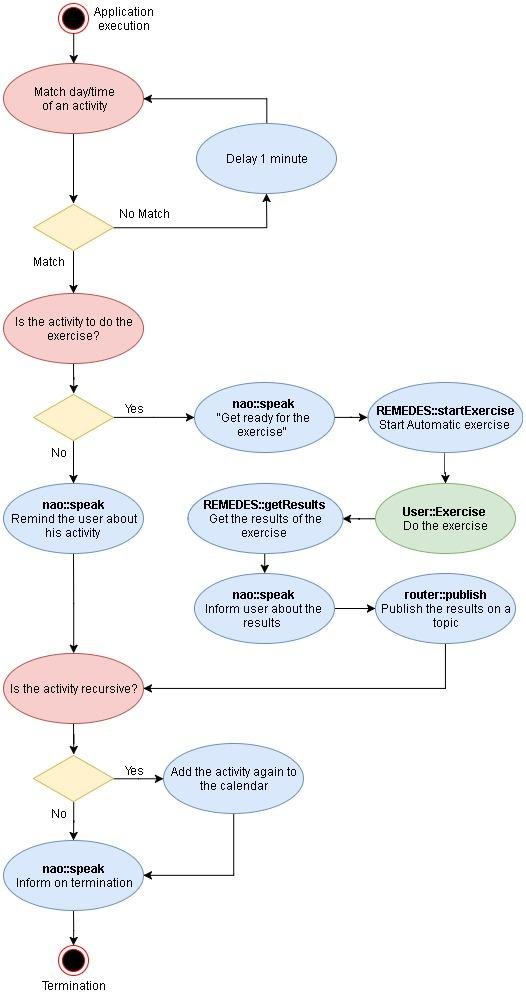 Application
execution
Match day/time
of an activity
Delay 1 minute
No Match
Match
Is the activity to do the
exercise?
Yes
nao::speak
"Get ready for the
exercise"
REMEDES::startExercise
Start Automatic exercise
No
nao::speak
Remind the user about
his activity
REMEDES::getResults
Get the results of the
exercise
User::Exercise
Do the exercise
nao::speak
Inform user about the
results
router::publish
Publish the results on a
topic
Is the activity recursive?
Yes
Add the activity again to
the calendar
No
nao::speak
Inform on termination
Termination